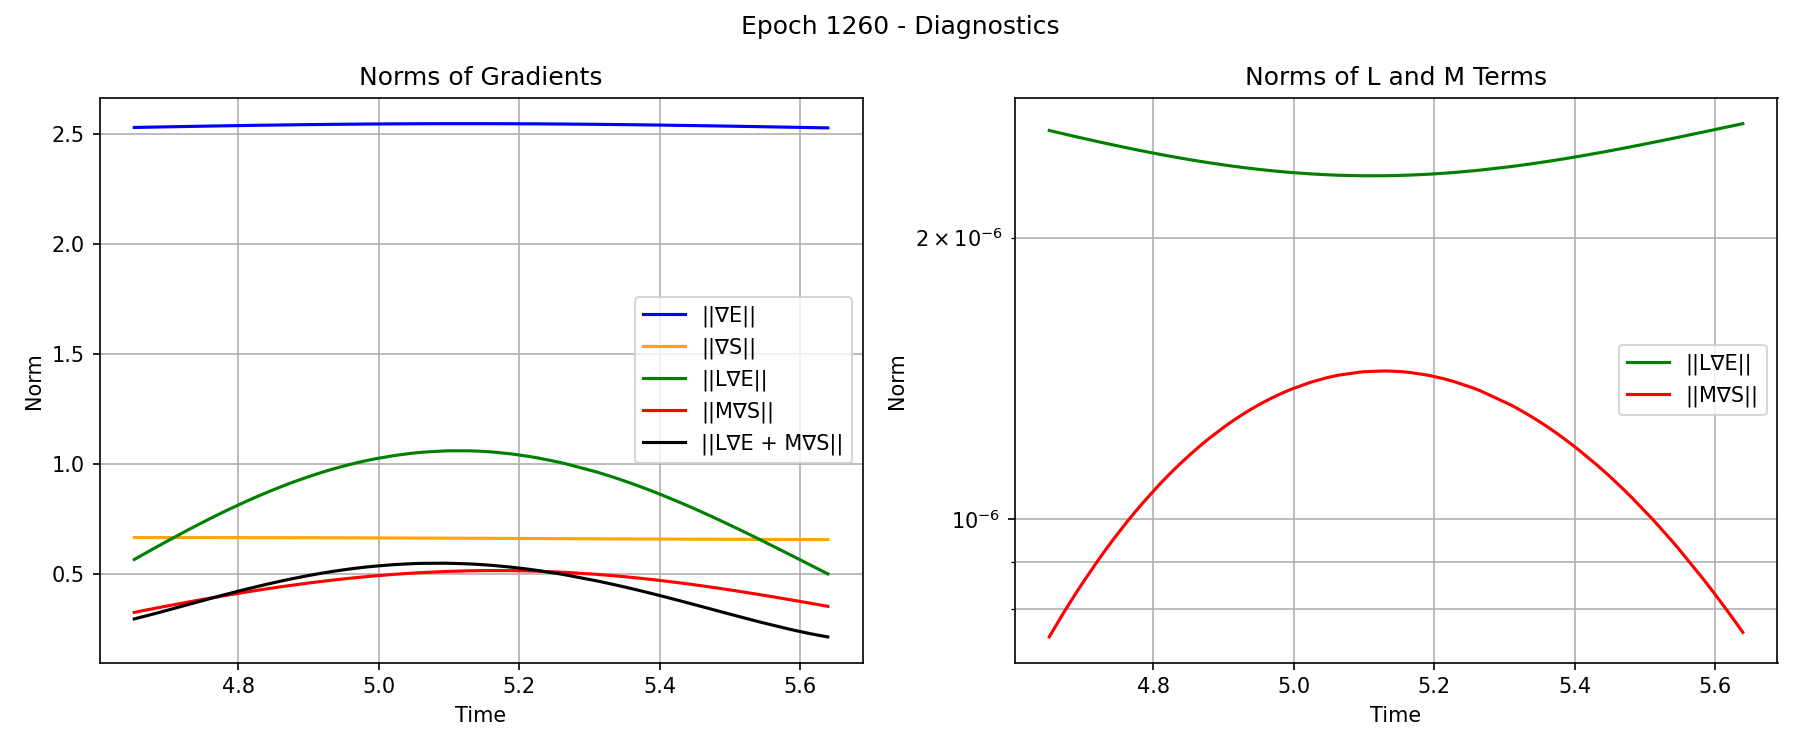 Epoch 1260 - Diagnostics
Norms of Gradients
Norm
2.5
2.0
1.5
1.0
0.5
||∇E||
||∇S||
||L∇E||
||M∇S||
||L∇E + M∇S||
4.8 5.0 5.2 5.4 5.6
Time
Norms of L and M Terms
Norm
2 × 10⁻⁶
10⁻⁶
||L∇E||
||M∇S||
4.8 5.0 5.2 5.4 5.6
Time